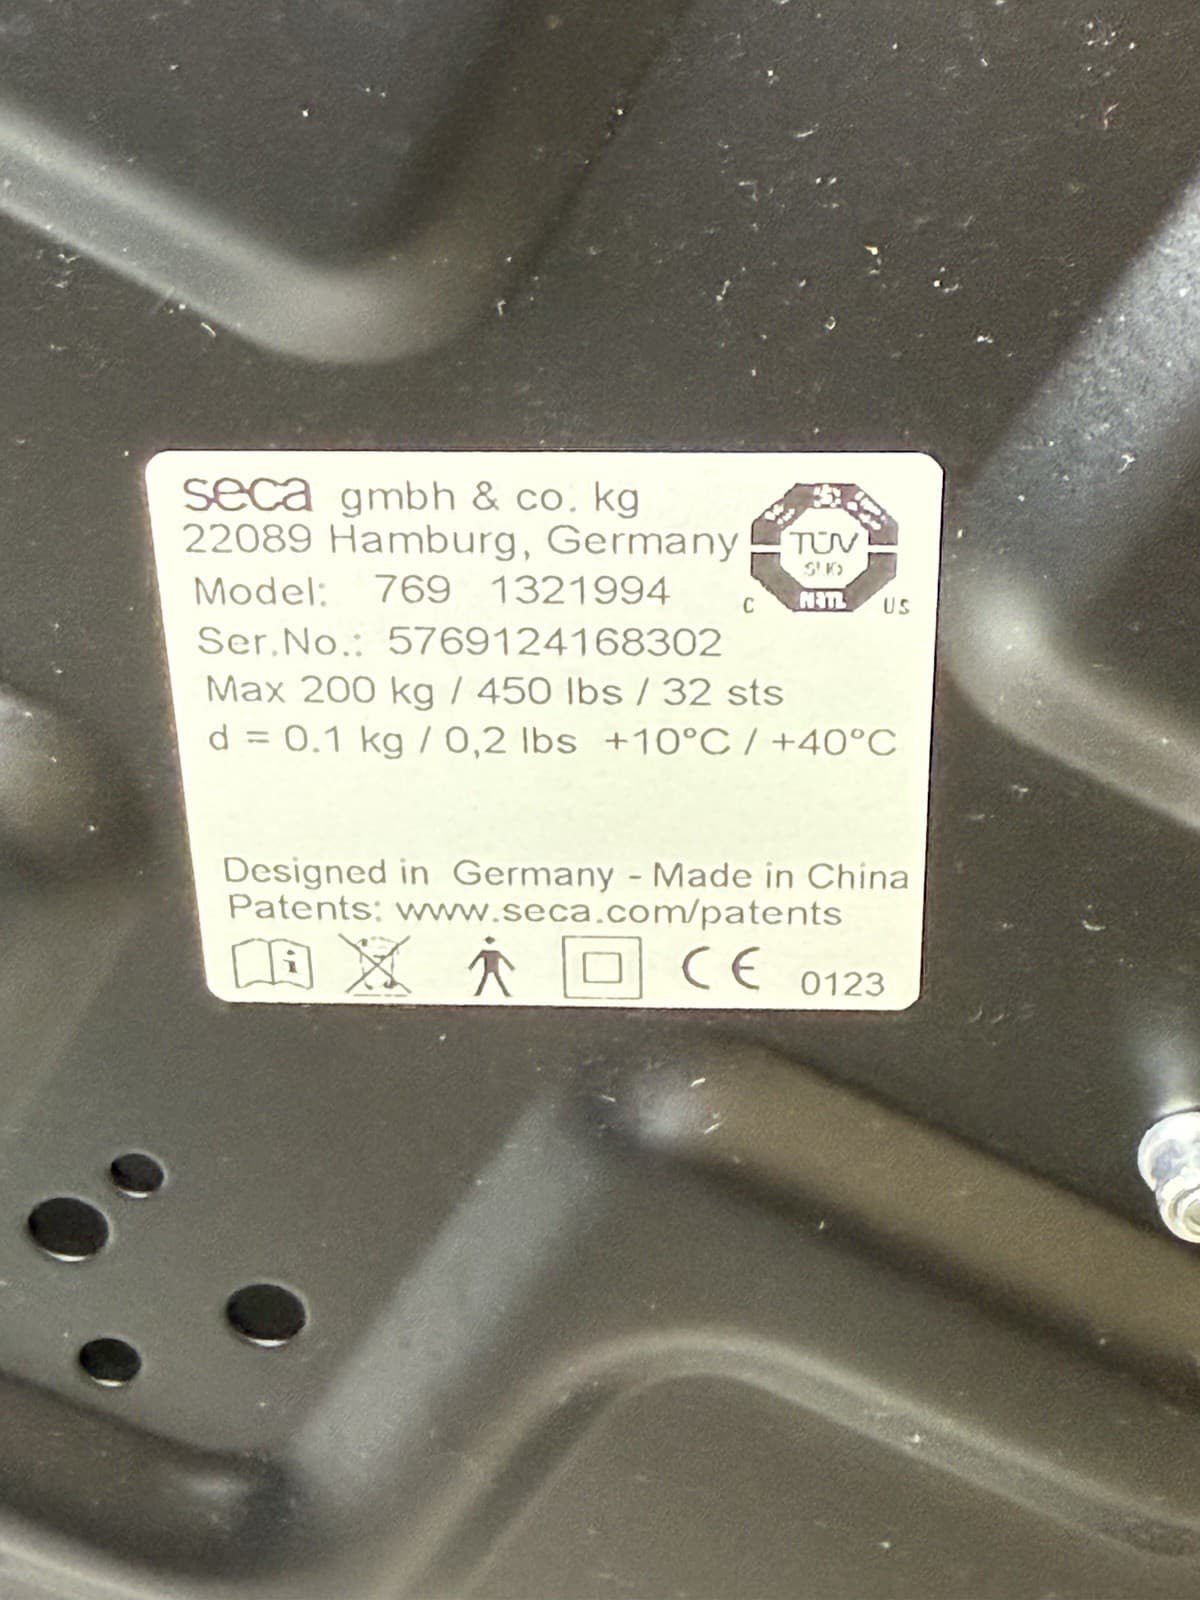 seca gmbh & co. kg
22089 Hamburg, Germany
Model: 769 1321994
Ser.No.: 5769124168302
Max 200 kg / 450 lbs / 32 sts
d = 0.1 kg / 0,2 lbs +10°C / +40°C
TÜV
C US
Designed in Germany - Made in China
Patents: www.seca.com/patents
i
CE 0123